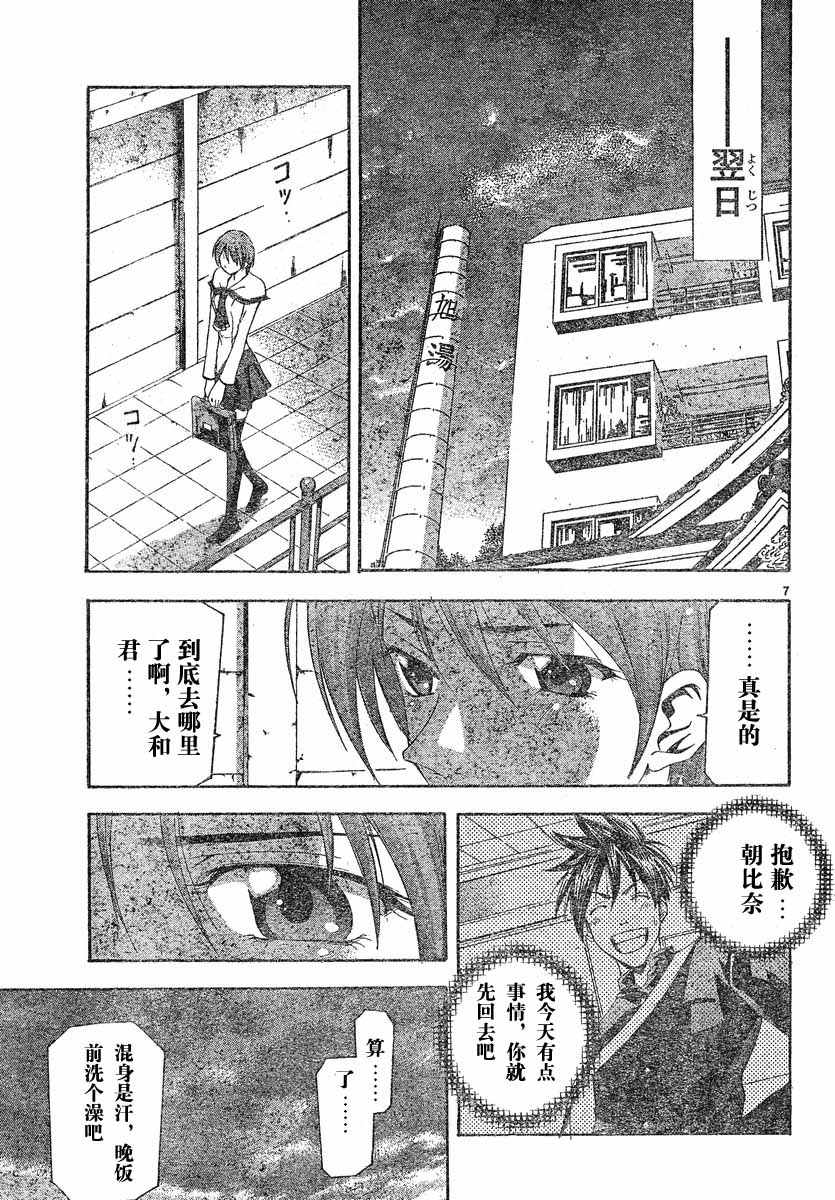 ——翌日
よくじつ
旭湯
コッ…
コッ…
7
……
真是的
到底去哪里
了啊，大和
君……
抱歉…
朝比奈
我今天有点
事情，你就
先回去吧
算……
了……
混身是汗，晚饭
前洗个澡吧